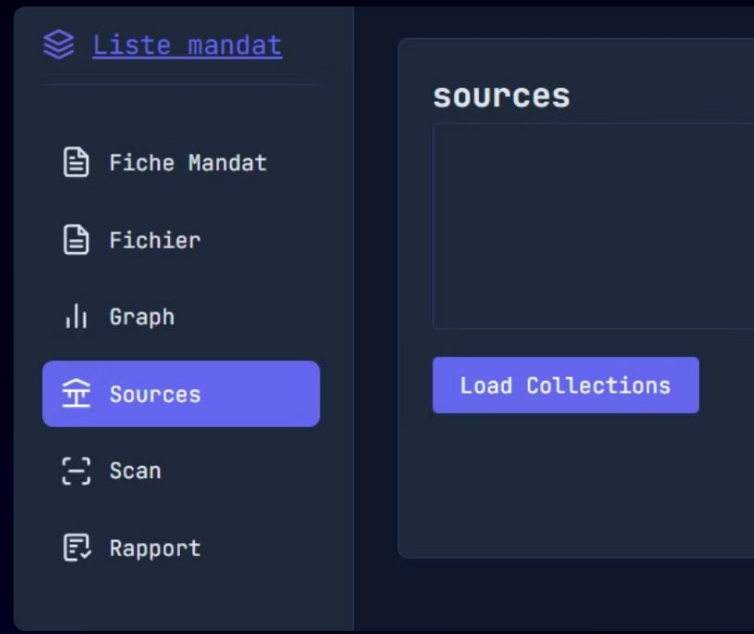 Liste mandat
Fiche Mandat
Fichier
Graph
Sources
Scan
Rapport
sources
Load Collections